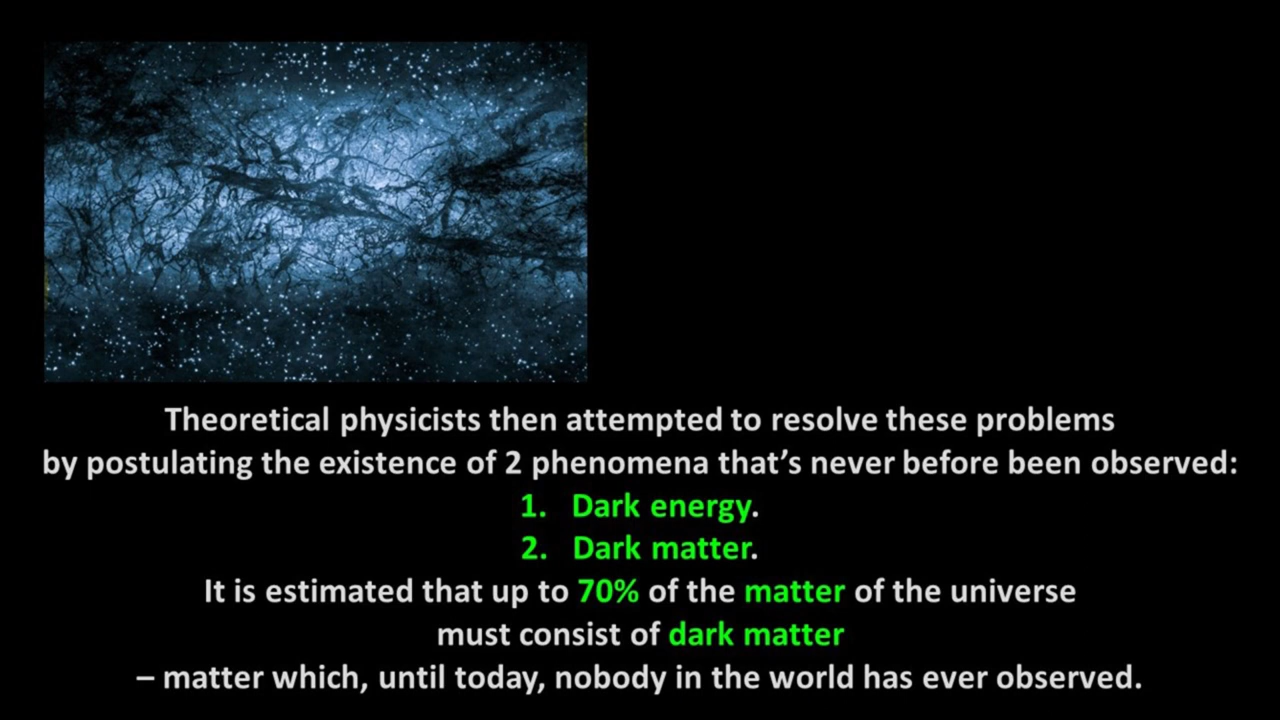 Theoretical physicists then attempted to resolve these problems
by postulating the existence of 2 phenomena that’s never before been observed:
1. Dark energy.
2. Dark matter.
It is estimated that up to 70% of the matter of the universe
must consist of dark matter
– matter which, until today, nobody in the world has ever observed.